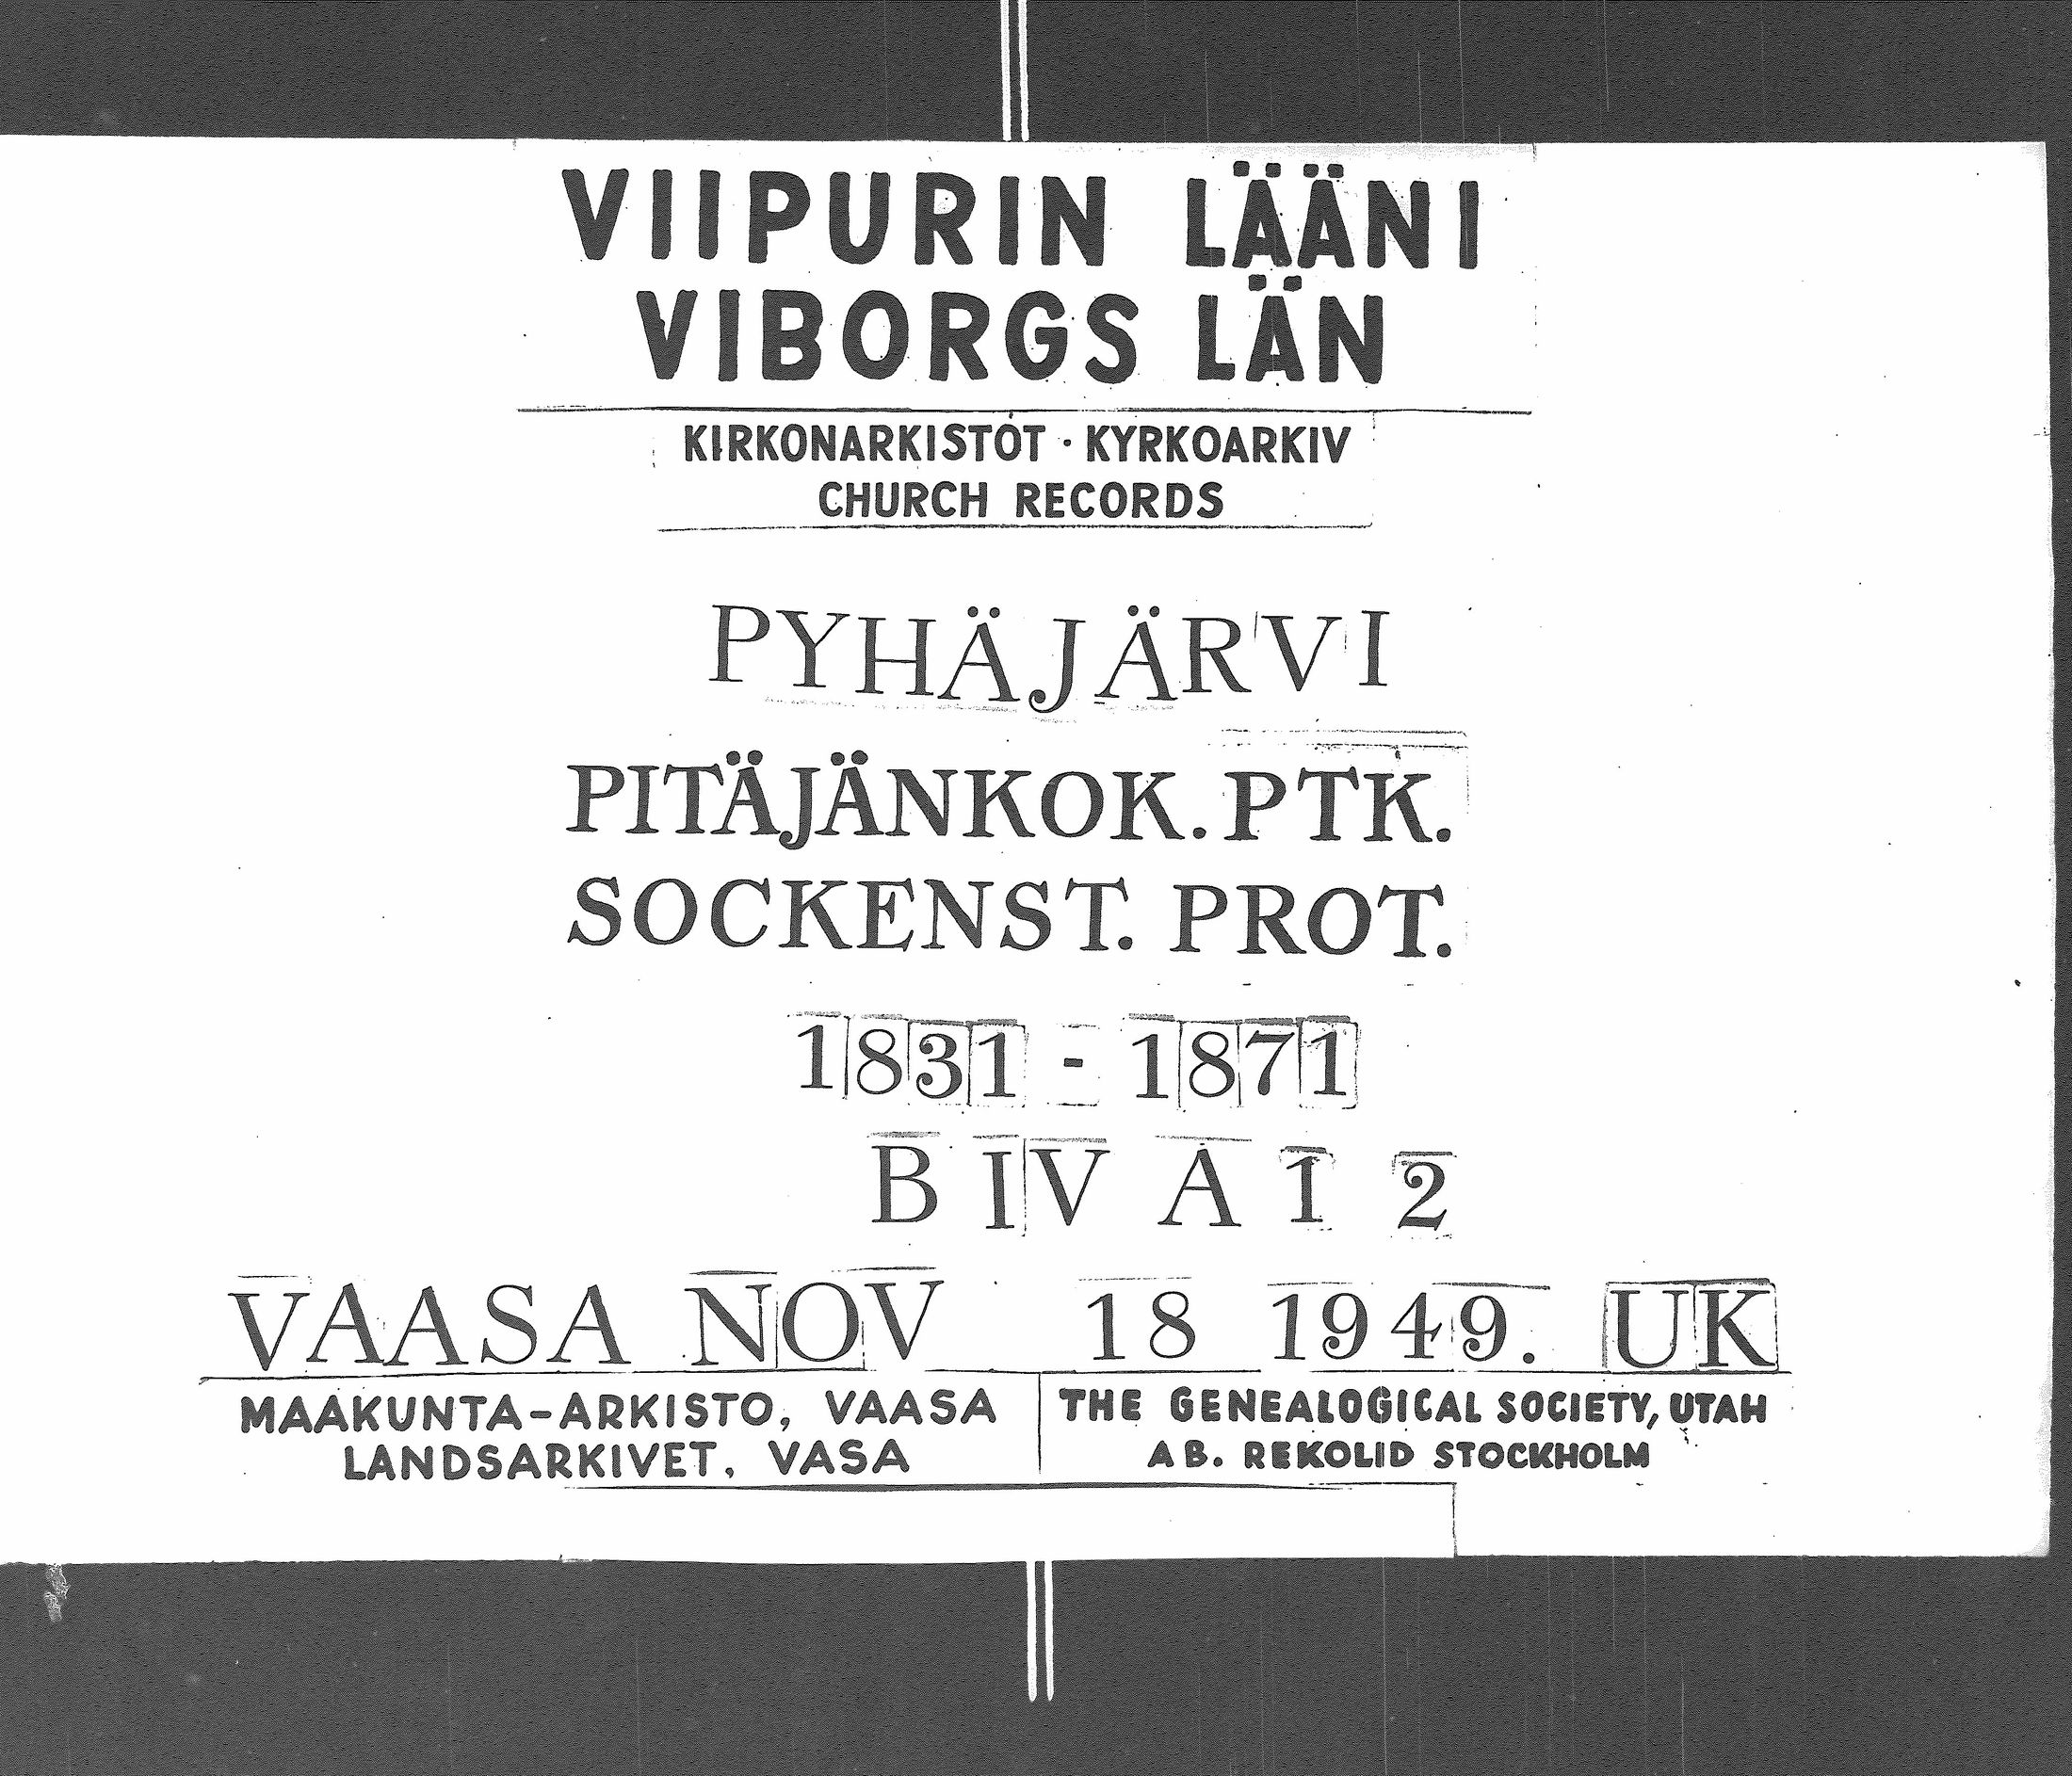 VIIPURIN LÄÄNI
VIBORGS LÄN
KIRKONARKISTOT · KYRKOARKIV
CHURCH RECORDS
PYHÄJÄRVI
PITÄJÄNKOK. PTK.
SOCKENST. PROT.
1831 - 1871
B IV A 1 2
VAASA NOV 18 1949. UK
MAAKUNTA-ARKISTO, VAASA
LANDSARKIVET, VASA
THE GENEALOGICAL SOCIETY, UTAH
AB. REKOLID STOCKHOLM